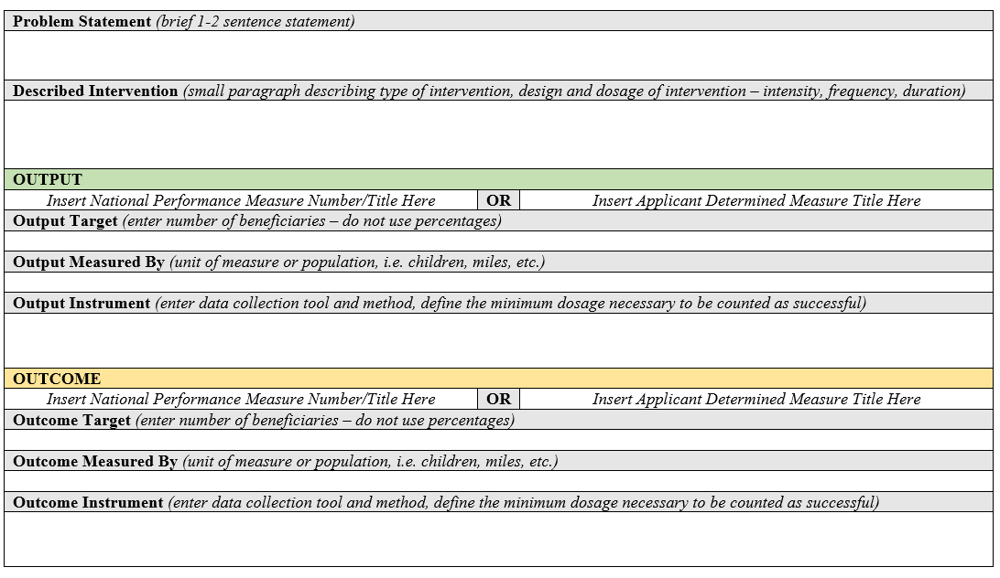 Problem Statement (brief 1-2 sentence statement)
Described Intervention (small paragraph describing type of intervention, design and dosage of intervention – intensity, frequency, duration)
OUTPUT
Insert National Performance Measure Number/Title Here OR Insert Applicant Determined Measure Title Here
Output Target (enter number of beneficiaries – do not use percentages)
Output Measured By (unit of measure or population, i.e. children, miles, etc.)
Output Instrument (enter data collection tool and method, define the minimum dosage necessary to be counted as successful)
OUTCOME
Insert National Performance Measure Number/Title Here OR Insert Applicant Determined Measure Title Here
Outcome Target (enter number of beneficiaries – do not use percentages)
Outcome Measured By (unit of measure or population, i.e. children, miles, etc.)
Outcome Instrument (enter data collection tool and method, define the minimum dosage necessary to be counted as successful)